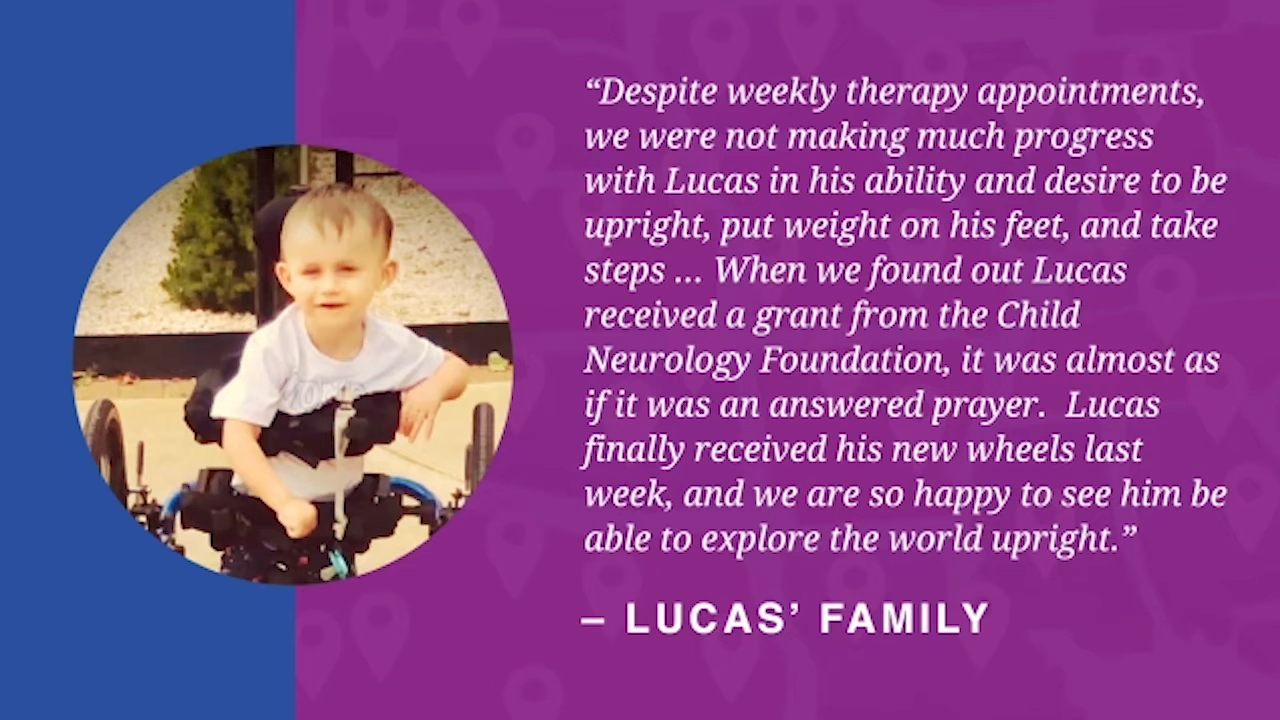 “Despite weekly therapy appointments,
we were not making much progress
with Lucas in his ability and desire to be
upright, put weight on his feet, and take
steps ... When we found out Lucas
received a grant from the Child
Neurology Foundation, it was almost as
if it was an answered prayer.  Lucas
finally received his new wheels last
week, and we are so happy to see him be
able to explore the world upright.”
– LUCAS’ FAMILY